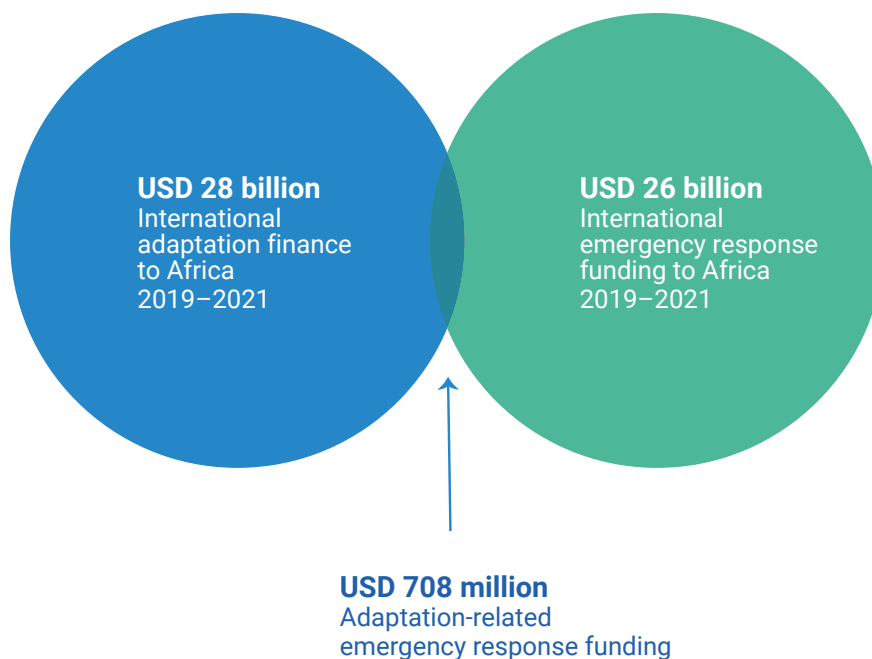 USD 28 billion
International
adaptation finance
to Africa
2019–2021
USD 26 billion
International
emergency response
funding to Africa
2019–2021
USD 708 million
Adaptation-related
emergency response funding